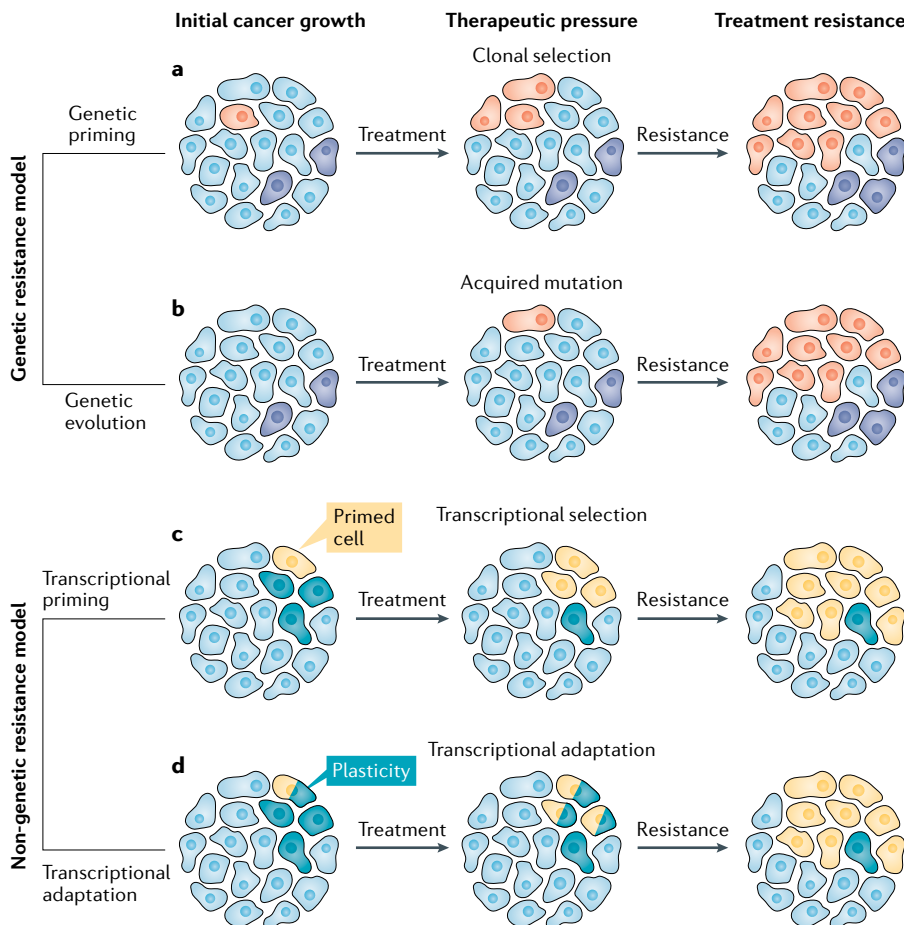 Initial cancer growth
Therapeutic pressure
Treatment resistance
a
Clonal selection
Genetic
priming
Treatment
Resistance
Genetic resistance model
b
Acquired mutation
Treatment
Resistance
Genetic
evolution
c
Primed
cell
Transcriptional selection
Transcriptional
priming
Treatment
Resistance
Non-gnetic resistance model
d
Plasticity
Transcriptional adaptation
Treatment
Resistance
Transcriptional
adaptation